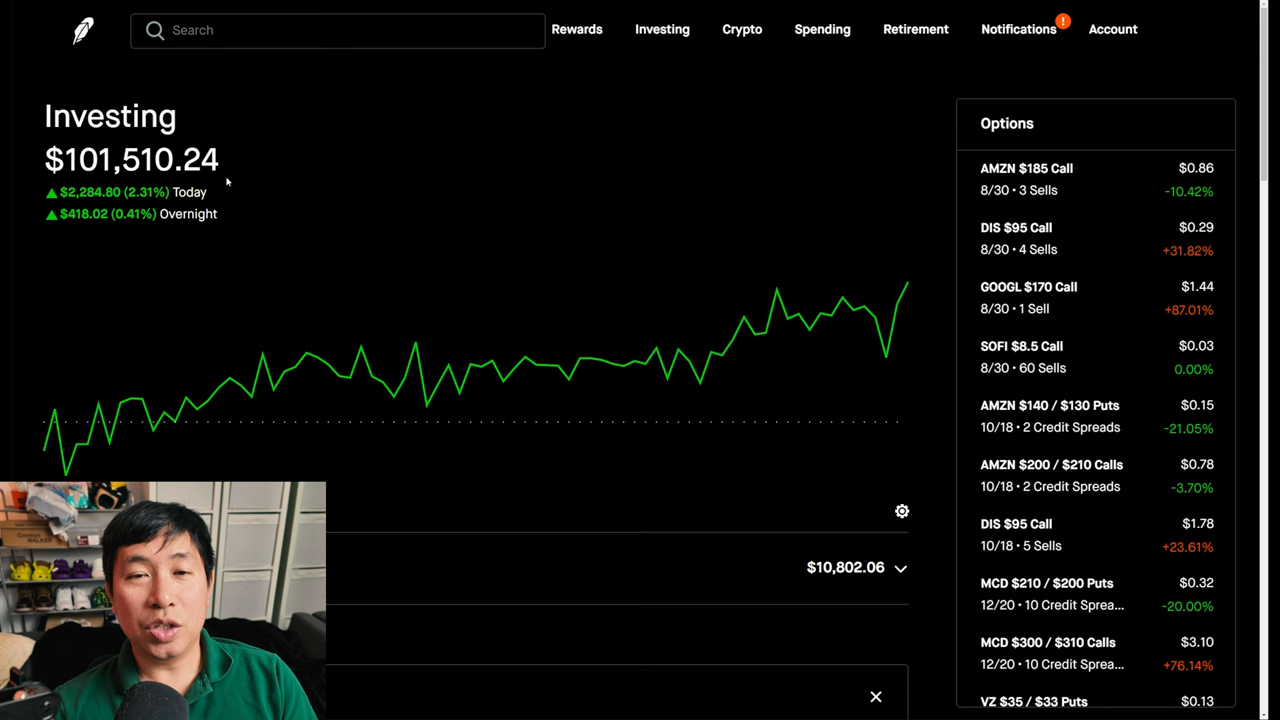 Search
Rewards
Investing
Crypto
Spending
Retirement
Notifications
!
Account
Investing
$101,510.24
▲ $2,284.80 (2.31%) Today
▲ $418.02 (0.41%) Overnight
$10,802.06
Options
AMZN $185 Call $0.86
8/30 • 3 Sells -10.42%
DIS $95 Call $0.29
8/30 • 4 Sells +31.82%
GOOGL $170 Call $1.44
8/30 • 1 Sell +87.01%
SOFI $8.5 Call $0.03
8/30 • 60 Sells 0.00%
AMZN $140 / $130 Puts $0.15
10/18 • 2 Credit Spreads -21.05%
AMZN $200 / $210 Calls $0.78
10/18 • 2 Credit Spreads -3.70%
DIS $95 Call $1.78
10/18 • 5 Sells +23.61%
MCD $210 / $200 Puts $0.32
12/20 • 10 Credit Sprea... -20.00%
MCD $300 / $310 Calls $3.10
12/20 • 10 Credit Sprea... +76.14%
VZ $35 / $33 Puts $0.13